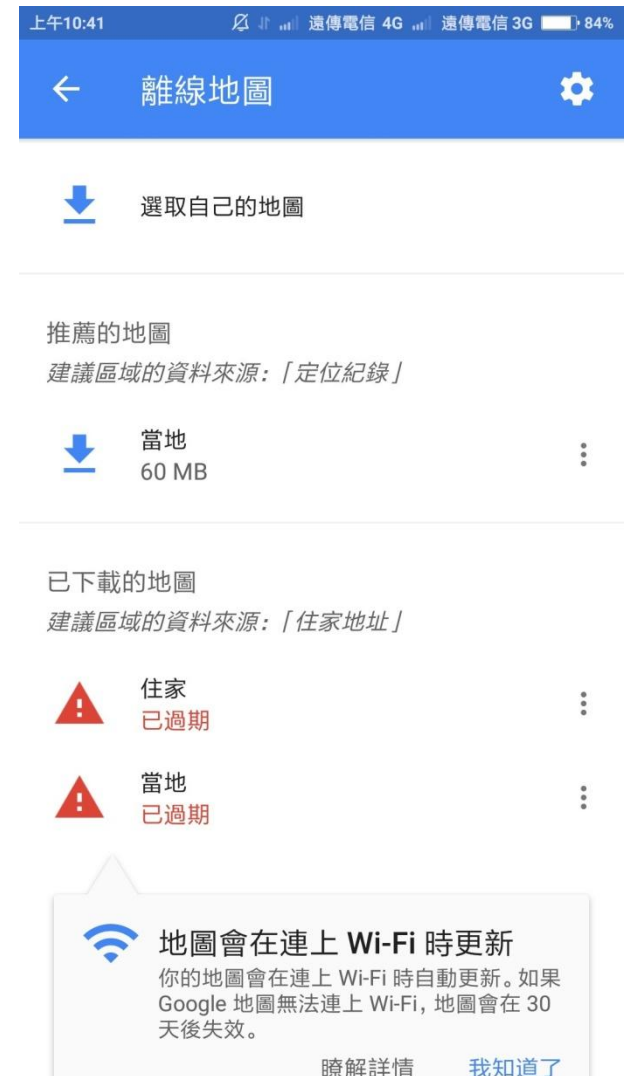 上午10:41 遠傳電信 4G 遠傳電信 3G 84%
離線地圖
選取自己的地圖
推薦的地圖
建議區域的資料來源:「定位紀錄」
當地
60 MB
已下載的地圖
建議區域的資料來源:「住家地址」
住家
已過期
當地
已過期
地圖會在連上 Wi-Fi 時更新
你的地圖會在連上 Wi-Fi 時自動更新。如果
Google 地圖無法連上 Wi-Fi,地圖會在 30
天後失效。
瞭解詳情 我知道了